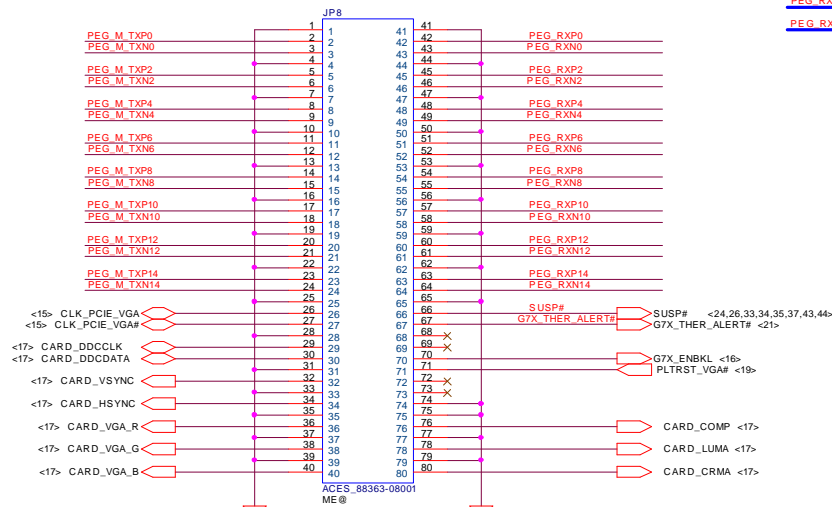 PEG_RX
JP8
PEG_RX
1 1 41 41
PEG_M_TXP0 2 2 42 42 PEG_RXP0
PEG_M_TXN0 3 3 43 43 PEG_RXN0
4 4 44 44
PEG_M_TXP2 5 5 45 45 PEG_RXP2
PEG_M_TXN2 6 6 46 46 PEG_RXN2
7 7 47 47
PEG_M_TXP4 8 8 48 48 PEG_RXP4
PEG_M_TXN4 9 9 49 49 PEG_RXN4
10 10 50 50
PEG_M_TXP6 11 11 51 51 PEG_RXP6
PEG_M_TXN6 12 12 52 52 PEG_RXN6
13 13 53 53
PEG_M_TXP8 14 14 54 54 PEG_RXP8
PEG_M_TXN8 15 15 55 55 PEG_RXN8
16 16 56 56
PEG_M_TXP10 17 17 57 57 PEG_RXP10
PEG_M_TXN10 18 18 58 58 PEG_RXN10
19 19 59 59
PEG_M_TXP12 20 20 60 60 PEG_RXP12
PEG_M_TXN12 21 21 61 61 PEG_RXN12
22 22 62 62
PEG_M_TXP14 23 23 63 63 PEG_RXP14
PEG_M_TXN14 24 24 64 64 PEG_RXN14
25 25 65 65
<15> CLK_PCIE_VGA 26 26 66 66 SUSP# SUSP# <24,26,33,34,35,37,43,44>
<15> CLK_PCIE_VGA# 27 27 67 67 G7X_THER_ALERT# G7X_THER_ALERT# <21>
28 28 68 68
<17> CARD_DDCCLK 29 29 69 69
<17> CARD_DDCDATA 30 30 70 70 G7X_ENBKL <16>
31 31 71 71 PLTRST_VGA# <19>
<17> CARD_VSYNC 32 32 72 72
33 33 73 73
<17> CARD_HSYNC 34 34 74 74
35 35 75 75
<17> CARD_VGA_R 36 36 76 76 CARD_COMP <17>
37 37 77 77
<17> CARD_VGA_G 38 38 78 78 CARD_LUMA <17>
39 39 79 79
<17> CARD_VGA_B 40 40 80 80 CARD_CRMA <17>
ACES_88363-08001
ME@